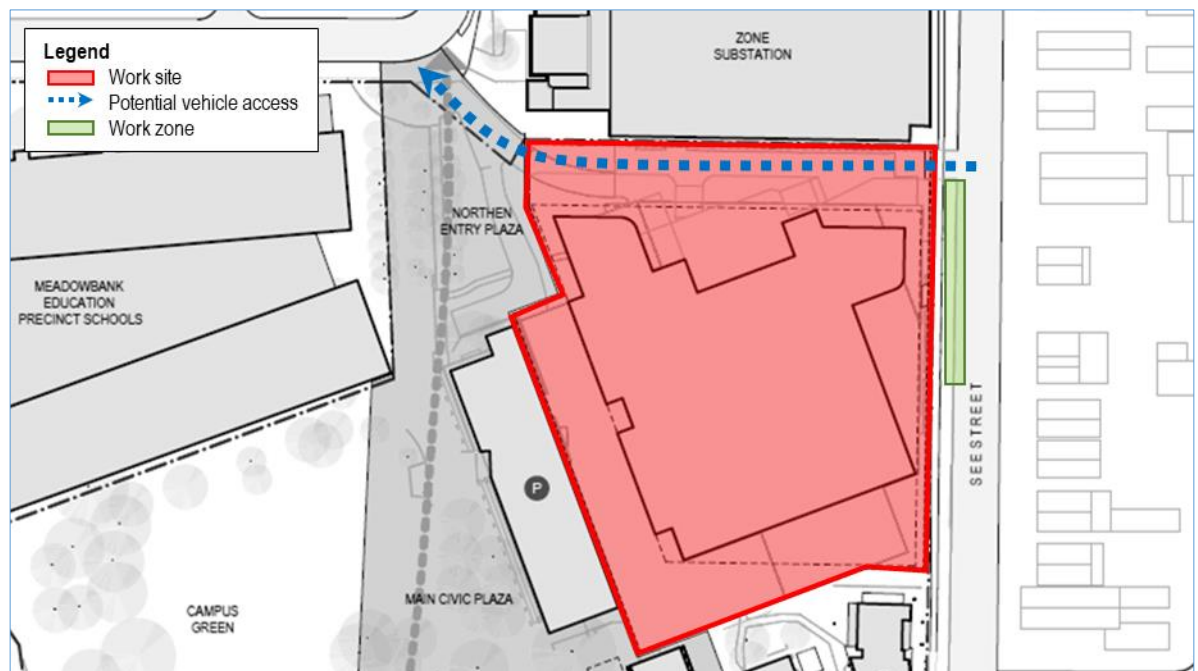 Legend
Work site
Potential vehicle access
Work zone
ZONE
SUBSTATION
NORTHEN
ENTRY PLAZA
MEADOWBANK
EDUCATION
PRECINCT SCHOOLS
SEE STREET
P
MAIN CIVIC PLAZA
CAMPUS
GREEN